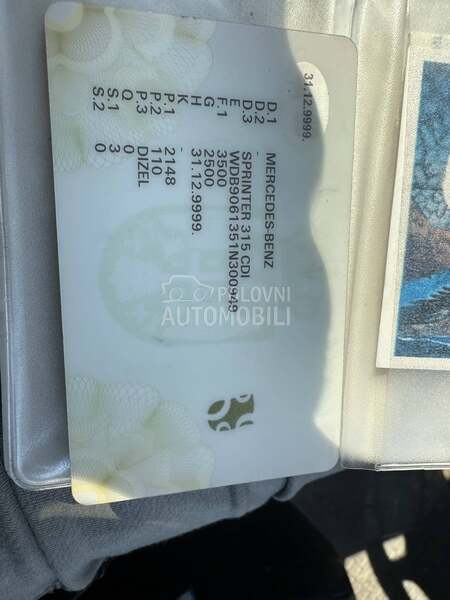 31.12.9999.
D.1 MERCEDES-BENZ
D.2 -
D.3 SPRINTER 315 CDI
E WDB9061351N300949
F.1 3500
G 2500
H 31.12.9999.
K -
P.1 2148
P.2 110
P.3 DIZEL
Q 0
S.1 3
S.2 0
POLOVNI
AUTOMOBILI